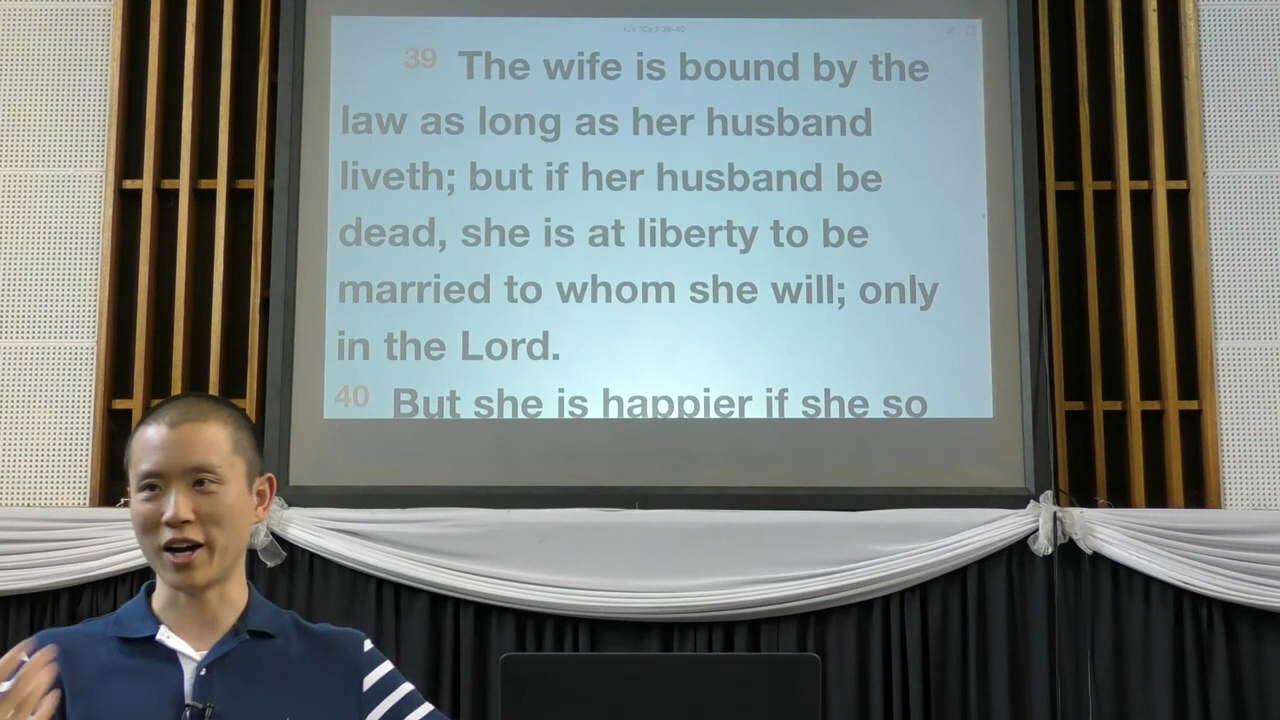 39 The wife is bound by the
law as long as her husband
liveth; but if her husband be
dead, she is at liberty to be
married to whom she will; only
in the Lord.
40 But she is happier if she so